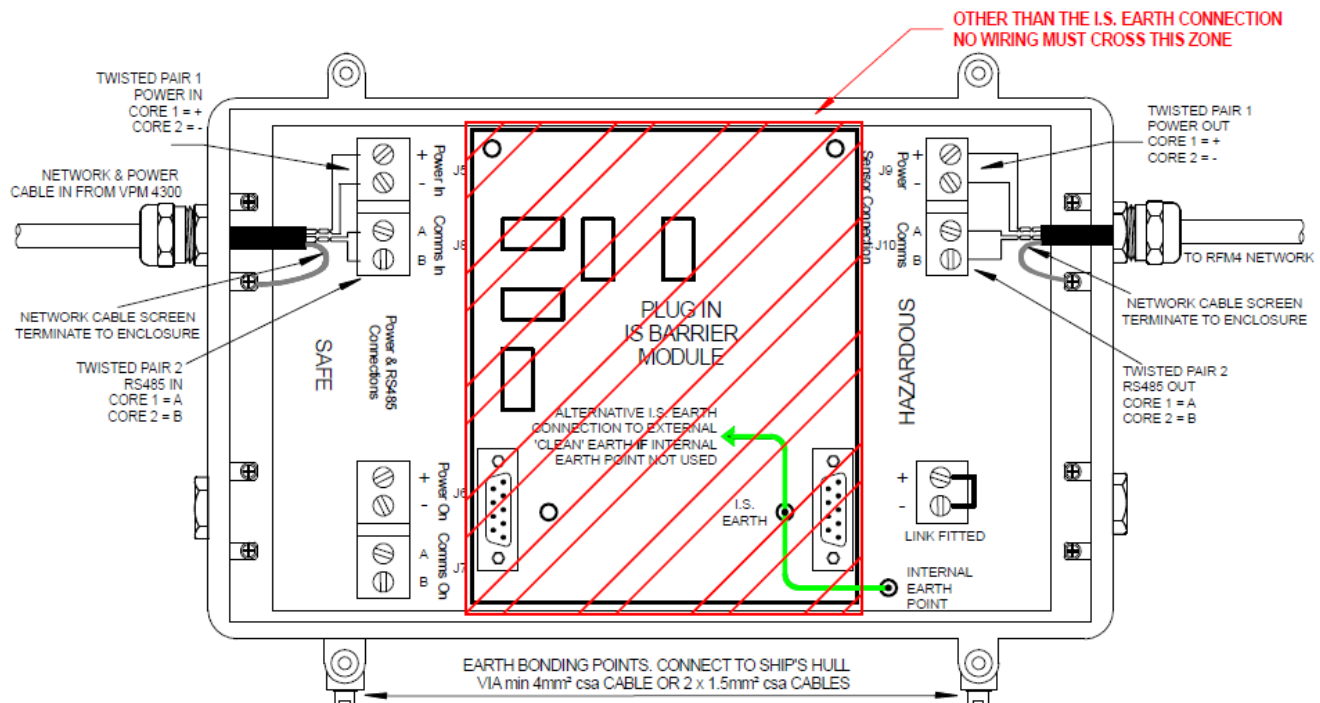 OTHER THAN THE I.S. EARTH CONNECTION
NO WIRING MUST CROSS THIS ZONE
TWISTED PAIR 1
POWER IN
CORE 1 = +
CORE 2 = -
NETWORK & POWER
CABLE IN FROM VPM 4300
NETWORK CABLE SCREEN
TERMINATE TO ENCLOSURE
TWISTED PAIR 2
RS485 IN
CORE 1 = A
CORE 2 = B
+
-
Power In
J5
A
B
Comms In
J8
SAFE
Power & RS485
Connections
+
-
Power On
J6
A
B
Comms On
J7
PLUG IN
IS BARRIER
MODULE
ALTERNATIVE I.S. EARTH
CONNECTION TO EXTERNAL
'CLEAN' EARTH IF INTERNAL
EARTH POINT NOT USED
I.S.
EARTH
Sensor Connection
J9
Power
+
-
J10
Comms
A
B
HAZARDOUS
+
-
LINK FITTED
INTERNAL
EARTH
POINT
TWISTED PAIR 1
POWER OUT
CORE 1 = +
CORE 2 = -
TO RFM4 NETWORK
NETWORK CABLE SCREEN
TERMINATE TO ENCLOSURE
TWISTED PAIR 2
RS485 OUT
CORE 1 = A
CORE 2 = B
EARTH BONDING POINTS. CONNECT TO SHIP'S HULL
VIA min 4mm² csa CABLE OR 2 x 1.5mm² csa CABLES